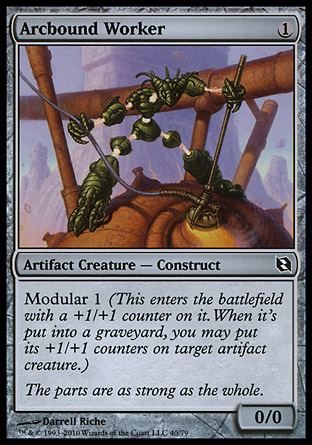 Arcbound Worker 1
Artifact Creature — Construct
Modular 1 (This enters the battlefield
with a +1/+1 counter on it. When it's
put into a graveyard, you may put
its +1/+1 counters on target artifact
creature.)
The parts are as strong as the whole.
Darrell Riche
™ & © 1993-2010 Wizards of the Coast LLC 40/79
0/0